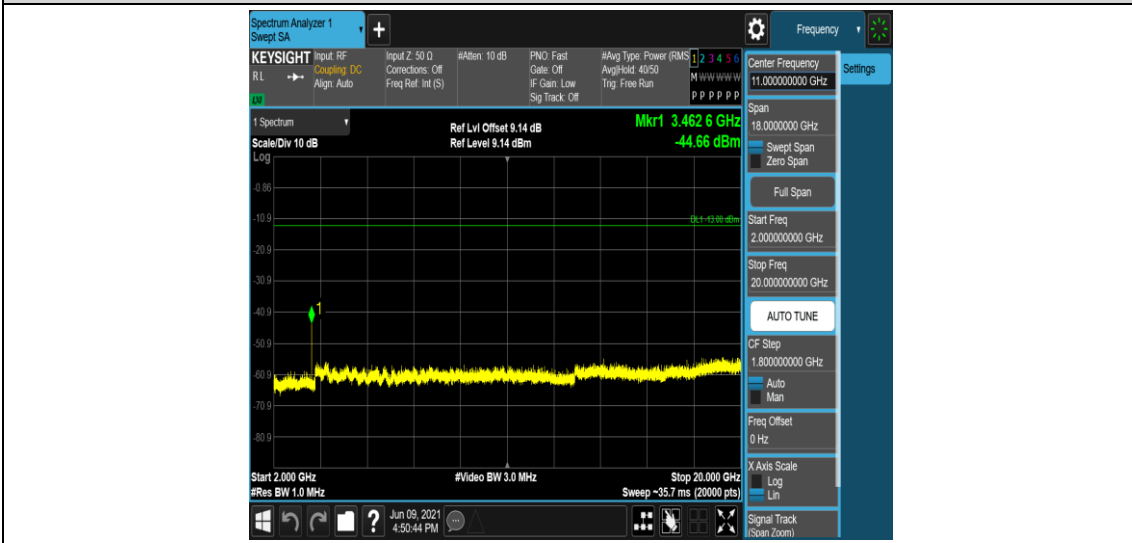 Spectrum Analyzer 1
Swept SA
+
Frequency
KEYSIGHT
RL
Input: RF
Coupling: DC
Align: Auto
Input Z: 50 Ω
Corrections: Off
Freq Ref: Int (S)
#Atten: 10 dB
PNO: Fast
Gate: Off
IF Gain: Low
Sig Track: Off
#Avg Type: Power (RMS
Avg|Hold: 40/50
Trig: Free Run
1 2 3 4 5 6
M W W W W W
P P P P P P
1 Spectrum
Scale/Div 10 dB
Log
Ref Lvl Offset 9.14 dB
Ref Level 9.14 dBm
Mkr1 3.462 6 GHz
-44.66 dBm
-0.86
-10.9
DL1 -13.00 dBm
-20.9
-30.9
-40.9
1
-50.9
-60.9
-70.9
-80.9
Start 2.000 GHz
#Res BW 1.0 MHz
#Video BW 3.0 MHz
Stop 20.000 GHz
Sweep ~35.7 ms (20000 pts)
Jun 09, 2021
4:50:44 PM
?
Center Frequency
11.000000000 GHz
Settings
Span
18.0000000 GHz
Swept Span
Zero Span
Full Span
Start Freq
2.000000000 GHz
Stop Freq
20.000000000 GHz
AUTO TUNE
CF Step
1.800000000 GHz
Auto
Man
Freq Offset
0 Hz
X Axis Scale
Log
Lin
Signal Track
(Span Zoom)